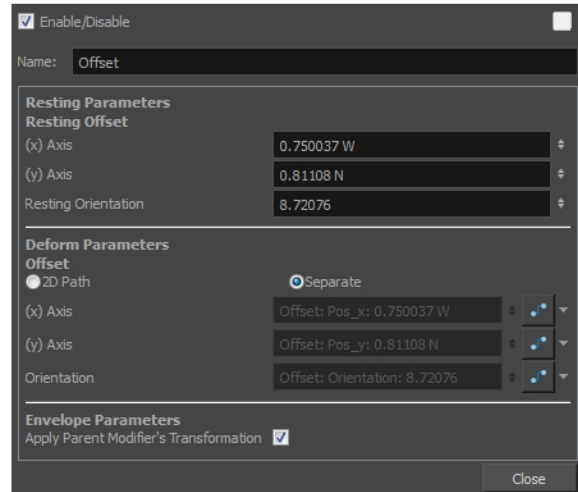 Enable/Disable
Name: Offset
Resting Parameters
Resting Offset
(x) Axis 0.750037 W
(y) Axis 0.81108 N
Resting Orientation 8.72076
Deform Parameters
Offset
2D Path Separate
(x) Axis Offset: Pos_x: 0.750037 W
(y) Axis Offset: Pos_y: 0.81108 N
Orientation Offset: Orientation: 8.72076
Envelope Parameters
Apply Parent Modifier's Transformation
Close